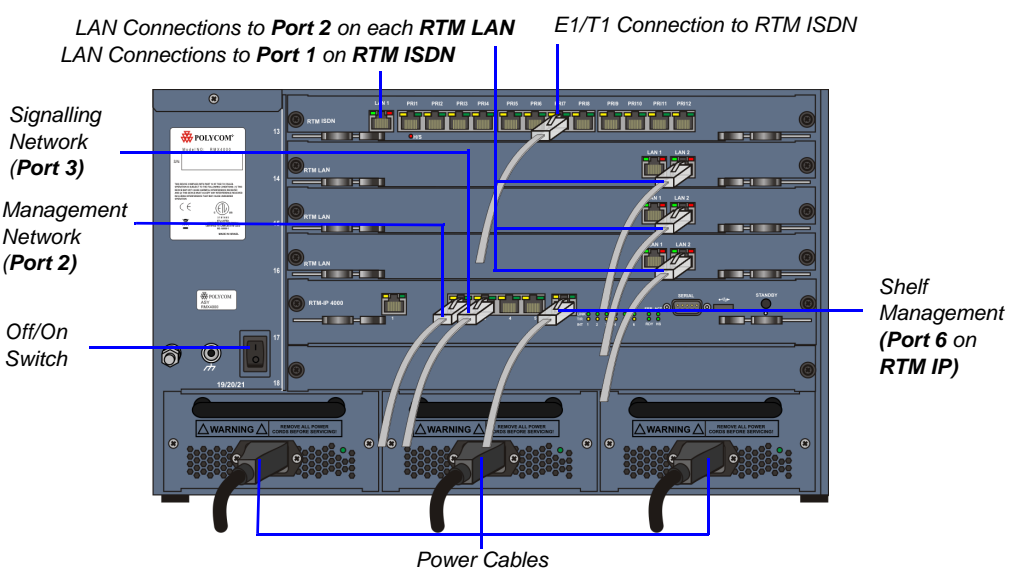 LAN Connections to Port 2 on each RTM LAN
E1/T1 Connection to RTM ISDN
LAN Connections to Port 1 on RTM ISDN
Signalling
Network
(Port 3)
Management
Network
(Port 2)
Off/On
Switch
Shelf
Management
(Port 6 on
RTM IP)
Power Cables
LAN 1 PRI1 PRI2 PRI3 PRI4 PRI5 PRI6 PRI7 PRI8 PRI9 PRI10 PRI11 PRI12
RTM ISDN
H/S
13
POLYCOM
RTM LAN
LAN 1 LAN 2
14
RTM LAN
LAN 1 LAN 2
15
RTM LAN
LAN 1 LAN 2
16
RTM-IP 4000
SERIAL
STANDBY
1
POLYCOM
RMX4000
17
18
19/20/21
WARNING
REMOVE ALL POWER
CORDS BEFORE SERVICING!
WARNING
REMOVE ALL POWER
CORDS BEFORE SERVICING!
WARNING
REMOVE ALL POWER
CORDS BEFORE SERVICING!